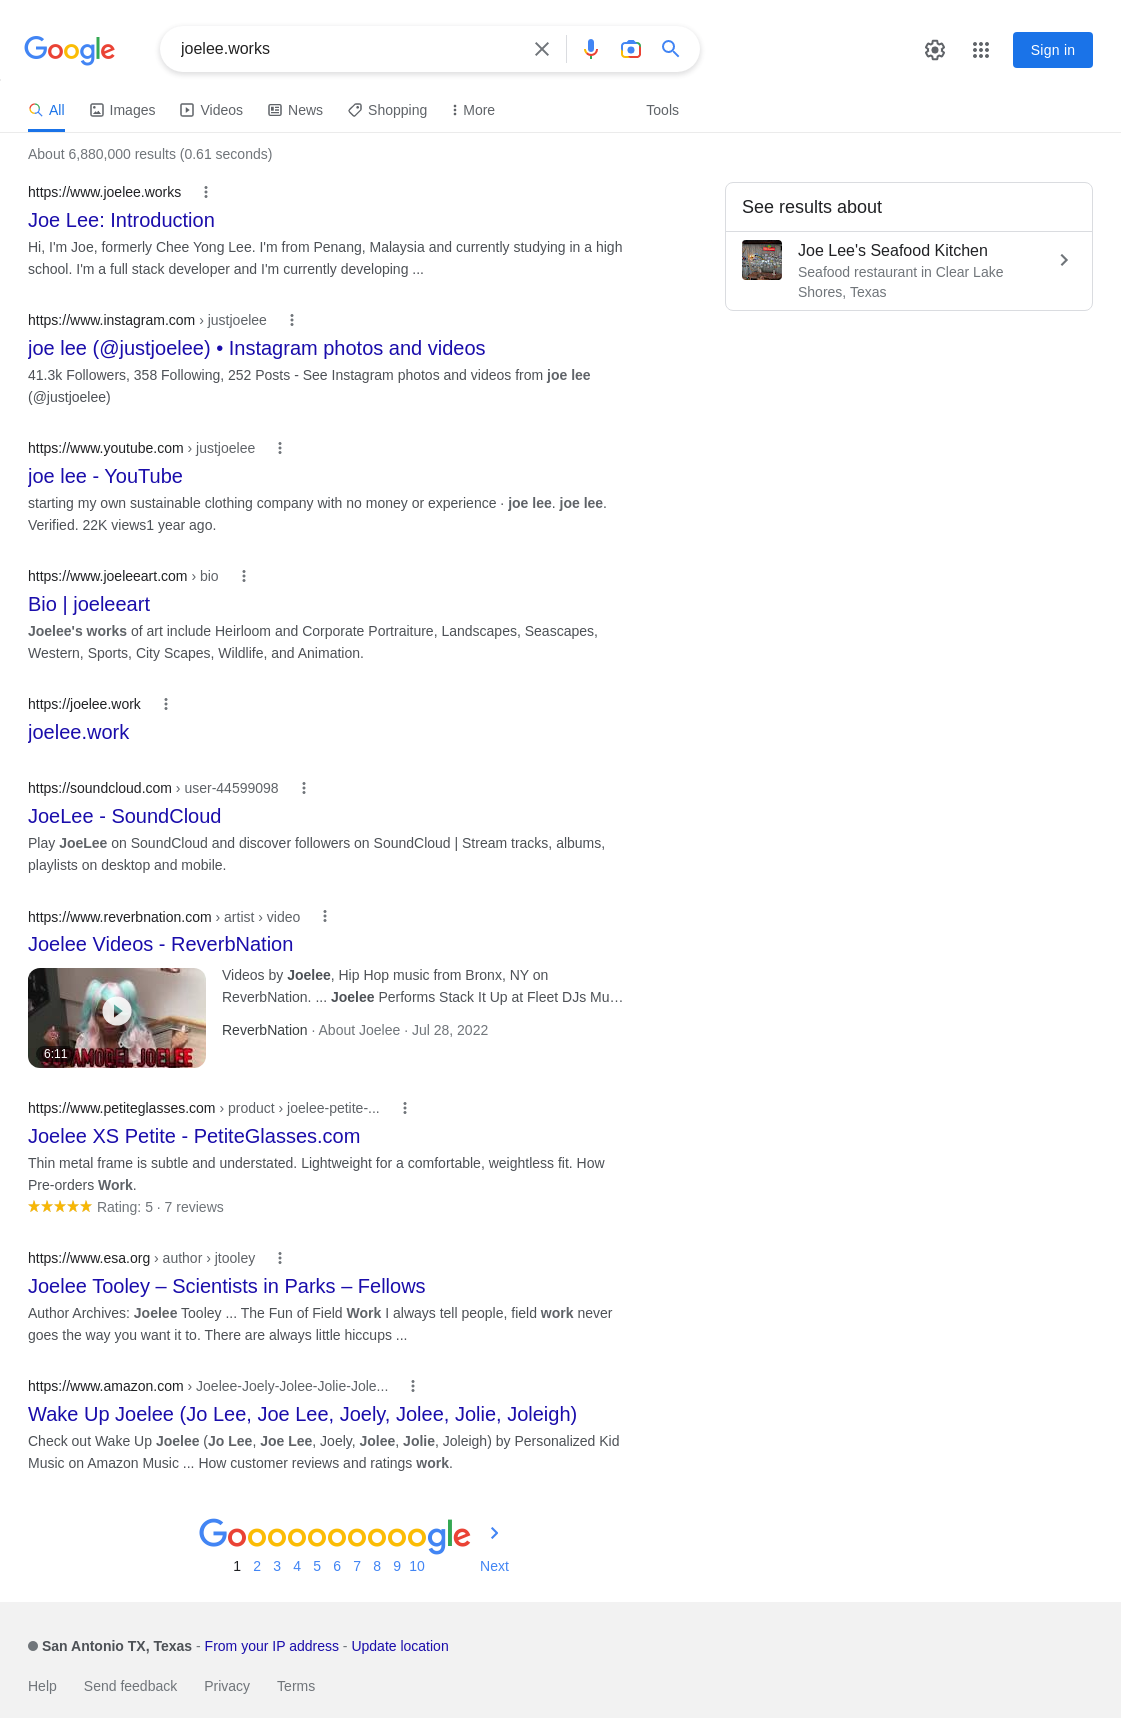 Google
joelee.works
Sign in
All Images Videos News Shopping More Tools
About 6,880,000 results (0.61 seconds)
https://www.joelee.works
Joe Lee: Introduction
Hi, I'm Joe, formerly Chee Yong Lee. I'm from Penang, Malaysia and currently studying in a high
school. I'm a full stack developer and I'm currently developing ...
See results about
Joe Lee's Seafood Kitchen
Seafood restaurant in Clear Lake
Shores, Texas
https://www.instagram.com › justjoelee
joe lee (@justjoelee) • Instagram photos and videos
41.3k Followers, 358 Following, 252 Posts - See Instagram photos and videos from joe lee
(@justjoelee)
https://www.youtube.com › justjoelee
joe lee - YouTube
starting my own sustainable clothing company with no money or experience · joe lee. joe lee.
Verified. 22K views1 year ago.
https://www.joeleeart.com › bio
Bio | joeleeart
Joelee's works of art include Heirloom and Corporate Portraiture, Landscapes, Seascapes,
Western, Sports, City Scapes, Wildlife, and Animation.
https://joelee.work
joelee.work
https://soundcloud.com › user-44599098
JoeLee - SoundCloud
Play JoeLee on SoundCloud and discover followers on SoundCloud | Stream tracks, albums,
playlists on desktop and mobile.
https://www.reverbnation.com › artist › video
Joelee Videos - ReverbNation
Videos by Joelee, Hip Hop music from Bronx, NY on
ReverbNation. ... Joelee Performs Stack It Up at Fleet DJs Mu…
ReverbNation · About Joelee · Jul 28, 2022
6:11
JOELEE
https://www.petiteglasses.com › product › joelee-petite-...
Joelee XS Petite - PetiteGlasses.com
Thin metal frame is subtle and understated. Lightweight for a comfortable, weightless fit. How
Pre-orders Work.
Rating: 5 · 7 reviews
https://www.esa.org › author › jtooley
Joelee Tooley – Scientists in Parks – Fellows
Author Archives: Joelee Tooley ... The Fun of Field Work I always tell people, field work never
goes the way you want it to. There are always little hiccups ...
https://www.amazon.com › Joelee-Joely-Jolee-Jolie-Jole...
Wake Up Joelee (Jo Lee, Joe Lee, Joely, Jolee, Jolie, Joleigh)
Check out Wake Up Joelee (Jo Lee, Joe Lee, Joely, Jolee, Jolie, Joleigh) by Personalized Kid
Music on Amazon Music ... How customer reviews and ratings work.
Goooooooooogle
1 2 3 4 5 6 7 8 9 10 Next
San Antonio TX, Texas - From your IP address - Update location
Help Send feedback Privacy Terms